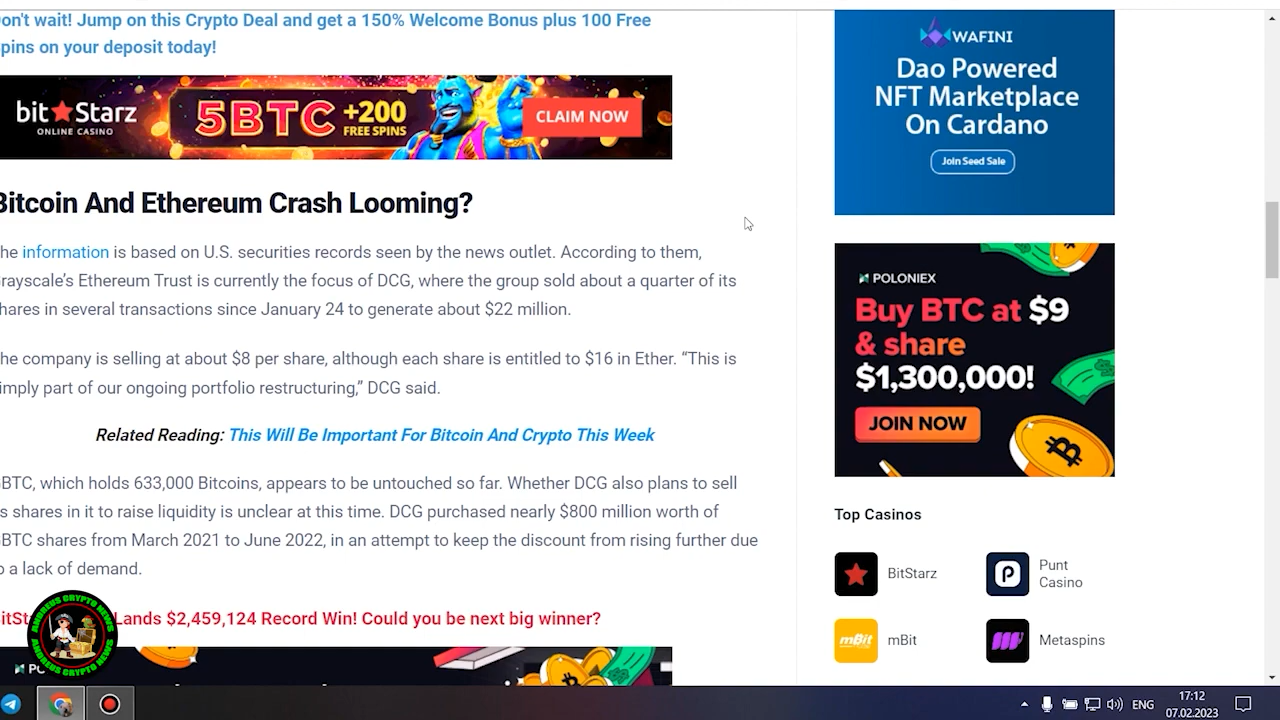 on't wait! Jump on this Crypto Deal and get a 150% Welcome Bonus plus 100 Free
pins on your deposit today!
bit Starz
ONLINE CASINO
5BTC +200
FREE SPINS
CLAIM NOW
Bitcoin And Ethereum Crash Looming?
he information is based on U.S. securities records seen by the news outlet. According to them,
rayscale's Ethereum Trust is currently the focus of DCG, where the group sold about a quarter of its
hares in several transactions since January 24 to generate about $22 million.
he company is selling at about $8 per share, although each share is entitled to $16 in Ether. “This is
imply part of our ongoing portfolio restructuring,” DCG said.
Related Reading: This Will Be Important For Bitcoin And Crypto This Week
BTC, which holds 633,000 Bitcoins, appears to be untouched so far. Whether DCG also plans to sell
s shares in it to raise liquidity is unclear at this time. DCG purchased nearly $800 million worth of
BTC shares from March 2021 to June 2022, in an attempt to keep the discount from rising further due
o a lack of demand.
itSt
Lands $2,459,124 Record Win! Could you be next big winner?
WAFINI
Dao Powered
NFT Marketplace
On Cardano
Join Seed Sale
POLONIEX
Buy BTC at $9
& share
$1,300,000!
JOIN NOW
Top Casinos
BitStarz
Punt
Casino
mBit
mBit
Metaspins
ANDREUS CRYPTO NEWS
ANDREUS CRYPTO NEWS
ENG
17:12
07.02.2023